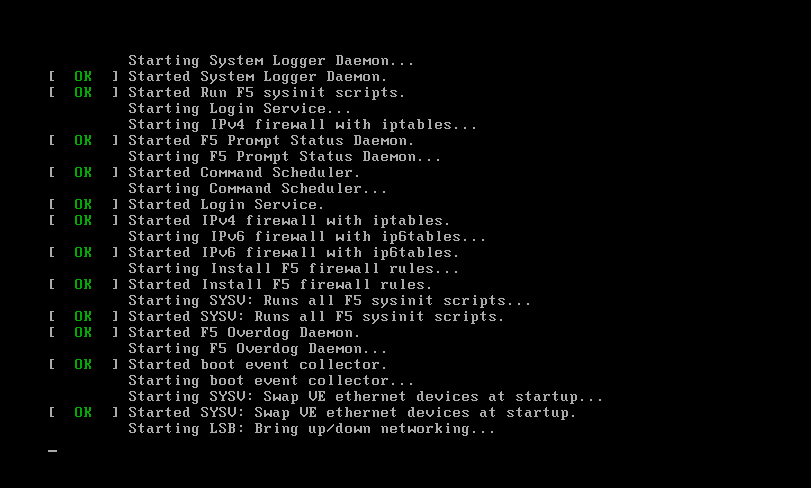 Starting System Logger Daemon...
[  OK  ] Started System Logger Daemon.
[  OK  ] Started Run F5 sysinit scripts.
Starting Login Service...
Starting IPv4 firewall with iptables...
[  OK  ] Started F5 Prompt Status Daemon.
Starting F5 Prompt Status Daemon...
[  OK  ] Started Command Scheduler.
Starting Command Scheduler...
[  OK  ] Started Login Service.
[  OK  ] Started IPv4 firewall with iptables.
Starting IPv6 firewall with ip6tables...
[  OK  ] Started IPv6 firewall with ip6tables.
Starting Install F5 firewall rules...
[  OK  ] Started Install F5 firewall rules.
Starting SYSV: Runs all F5 sysinit scripts...
[  OK  ] Started SYSV: Runs all F5 sysinit scripts.
[  OK  ] Started F5 Overdog Daemon.
Starting F5 Overdog Daemon...
[  OK  ] Started boot event collector.
Starting boot event collector...
Starting SYSV: Swap VE ethernet devices at startup...
[  OK  ] Started SYSV: Swap VE ethernet devices at startup.
Starting LSB: Bring up/down networking...